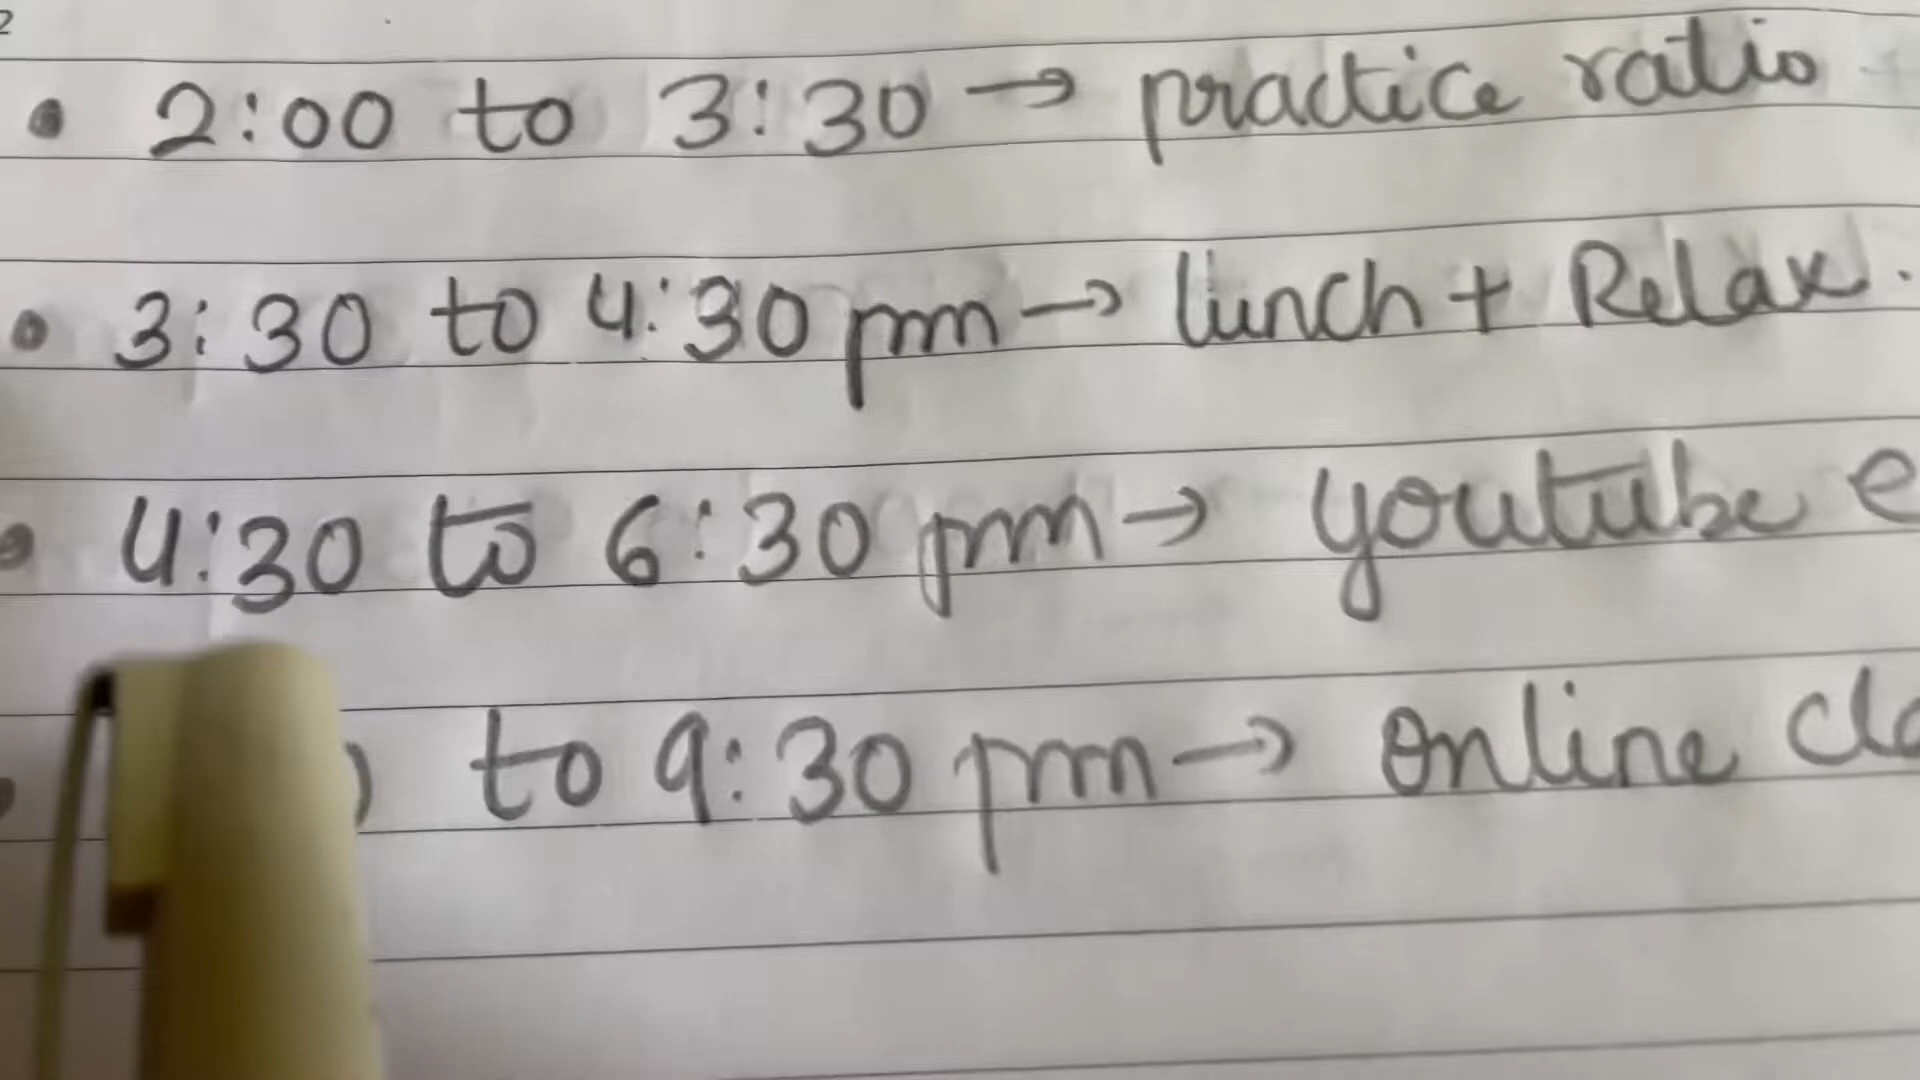 2:00 to 3:30 → practice ratio
3:30 to 4:30 pm → lunch + Relax.
4:30 to 6:30 pm → youtube
to 9:30 pm → Online